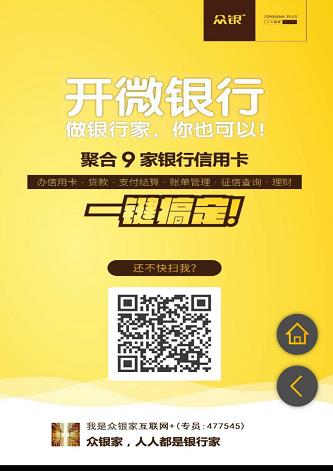 众银
ZONBANK PLUS
开微银行
做银行家，你也可以！
聚合 9 家银行信用卡
办信用卡 · 贷款 · 支付结算 · 账单管理 · 征信查询 · 理财
一键搞定！
还不快扫我？
我是众银家互联网+(专员:477545)
众银家，人人都是银行家